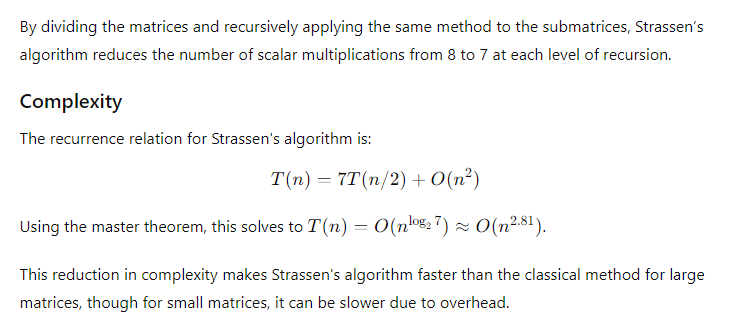 By dividing the matrices and recursively applying the same method to the submatrices, Strassen's
algorithm reduces the number of scalar multiplications from 8 to 7 at each level of recursion.
Complexity
The recurrence relation for Strassen's algorithm is:
T(n) = 7T(n/2) + O(n²)
Using the master theorem, this solves to T(n) = O(n^{log₂ 7}) ≈ O(n^{2.81}).
This reduction in complexity makes Strassen's algorithm faster than the classical method for large
matrices, though for small matrices, it can be slower due to overhead.